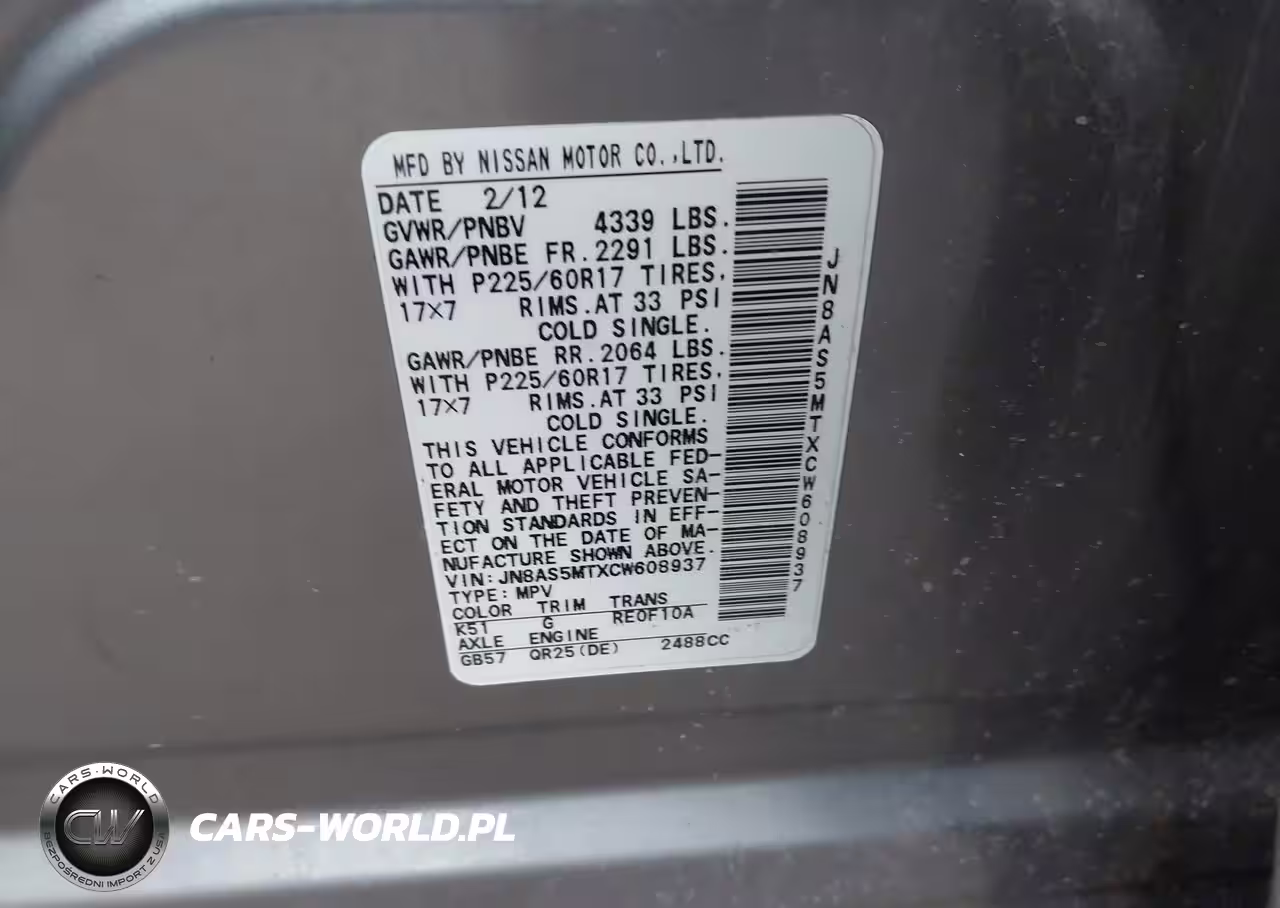 MFD BY NISSAN MOTOR CO.,LTD.
DATE 2/12
GVWR/PNBV 4339 LBS.
GAWR/PNBE FR.2291 LBS.
WITH P225/60R17 TIRES,
17×7 RIMS.AT 33 PSI
COLD SINGLE.
GAWR/PNBE RR.2064 LBS.
WITH P225/60R17 TIRES,
17×7 RIMS.AT 33 PSI
COLD SINGLE.
THIS VEHICLE CONFORMS
TO ALL APPLICABLE FED-
ERAL MOTOR VEHICLE SA-
FETY AND THEFT PREVEN-
TION STANDARDS IN EFF-
ECT ON THE DATE OF MA-
NUFACTURE SHOWN ABOVE.
VIN:JN8AS5MTXCW608937
TYPE:MPV
COLOR TRIM TRANS
K51 G RE0F10A
AXLE ENGINE
GB57 QR25(DE) 2488CC
JN8AS5MTXCW608937
CARS-WORLD
CW
BEZPOŚREDNI IMPORT Z USA
CARS-WORLD.PL